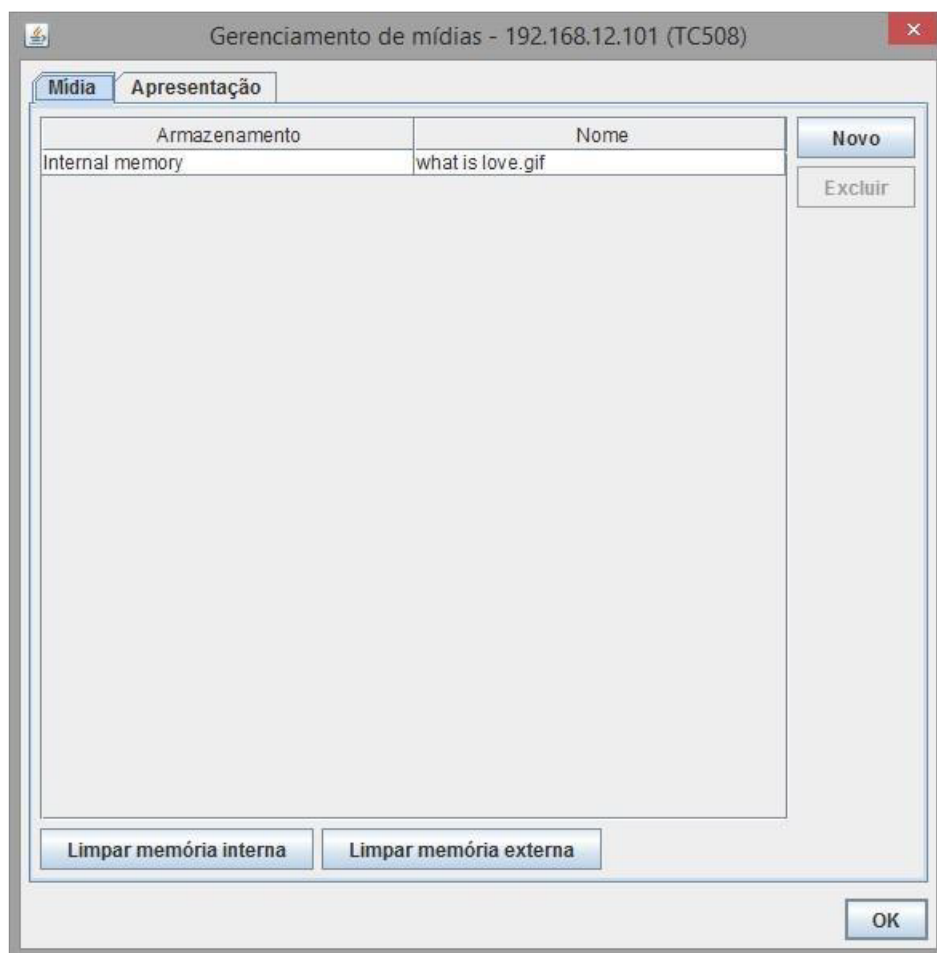 Gerenciamento de mídias - 192.168.12.101 (TC508)
Mídia Apresentação
Armazenamento Nome
Internal memory what is love.gif
Novo
Excluir
Limpar memória interna Limpar memória externa
OK